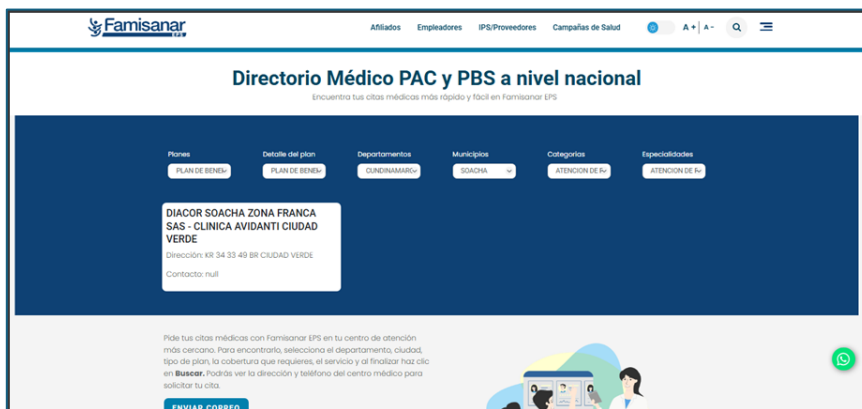 Famisanar
EPS
Afiliados Empleadores IPS/Proveedores Campañas de Salud A + A -
Directorio Médico PAC y PBS a nivel nacional
Encuentra tus citas médicas más rápido y fácil en Famisanar EPS
Planes Detalle del plan Departamentos Municipios Categorias Especialidades
PLAN DE BENE PLAN DE BENE CUNDINAMARC SOACHA ATENCION DE ATENCION DE
DIACOR SOACHA ZONA FRANCA
SAS - CLINICA AVIDANTI CIUDAD
VERDE
Dirección: KR 34 33 49 BR CIUDAD VERDE
Contacto: null
Pide tus citas médicas con Famisanar EPS en tu centro de atención
más cercano. Para encontrarlo, selecciona el departamento, ciudad,
tipo de plan, la cobertura que requieres, el servicio y al finalizar haz clic
en Buscar. Podrás ver la dirección y teléfono del centro médico para
solicitar tu cita.
ENVIAR CORREO